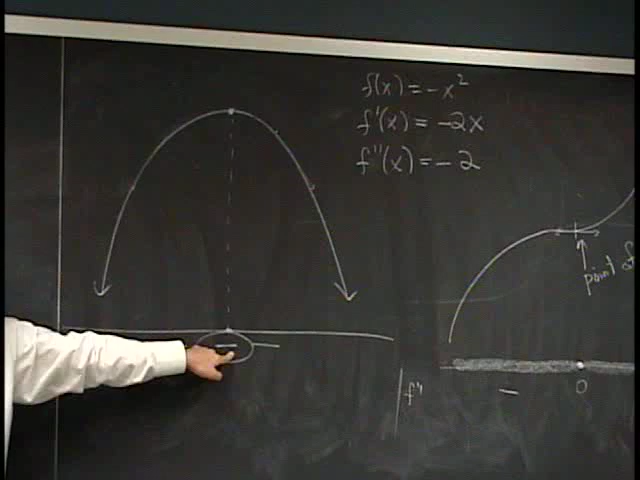 f(x) = -x²
f'(x) = -2x
f''(x) = -2
point of
f''
- 0